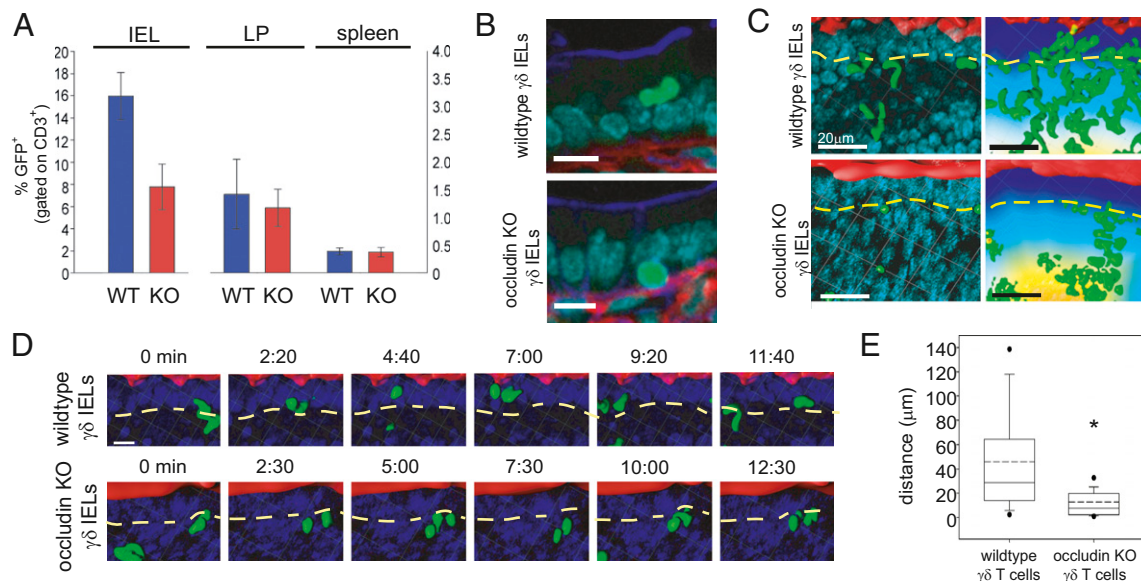 A
IEL LP spleen
20
18
16
14
12
10
8
6
4
2
0
% GFP+
(gated on CD3+)
4.0
3.5
3.0
2.5
2.0
1.5
1.0
0.5
0.0
WT KO WT KO WT KO
B
wildtype γδ IELs
occludin KO
γδ IELs
C
wildtype γδ IELs
20μm
occludin KO
γδ IELs
D
0 min 2:20 4:40 7:00 9:20 11:40
wildtype
γδ IELs
0 min 2:30 5:00 7:30 10:00 12:30
occludin KO
γδ IELs
E
140
120
100
80
60
40
20
0
distance (μm)
*
wildtype
γδ T cells
occludin KO
γδ T cells